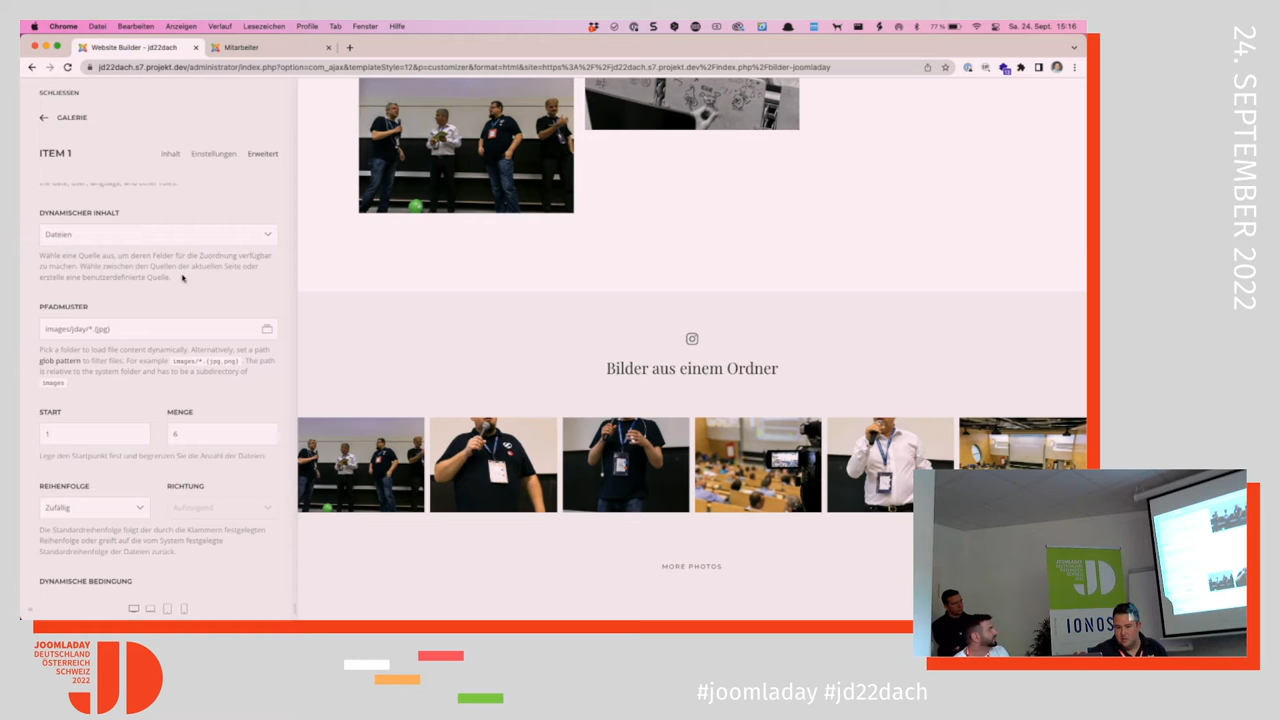 Chrome Datei Bearbeiten Anzeigen Verlauf Lesezeichen Profile Tab Fenster Hilfe
77 % Sa. 24. Sept. 15:16
Website Builder - jd22dach
Mitarbeiter
jd22dach.s7.projekt.dev/administrator/index.php?option=com_ajax&templateStyle=12&p=customizer&format=html&site=https%3A%2F%2Fjd22dach.s7.projekt.dev%2Findex.php%2Fbilder-joomladay
SCHLIESSEN
GALERIE
ITEM 1
Inhalt Einstellungen Erweitert
DYNAMISCHER INHALT
Dateien
Wähle eine Quelle aus, um deren Felder für die Zuordnung verfügbar
zu machen. Wähle zwischen den Quellen der aktuellen Seite oder
erstelle eine benutzerdefinierte Quelle.
PFADMUSTER
images/jday/*.{jpg}
Pick a folder to load file content dynamically. Alternatively, set a path
glob pattern to filter files. For example images/*.{jpg,png} . The path
is relative to the system folder and has to be a subdirectory of
images
START MENGE
1 6
Lege den Startpunkt fest und begrenzen Sie die Anzahl der Dateien.
REIHENFOLGE RICHTUNG
Zufällig Aufsteigend
Die Standardreihenfolge folgt der durch die Klammern festgelegten
Reihenfolge oder greift auf die vom System festgelegte
Standardreihenfolge der Dateien zurück.
DYNAMISCHE BEDINGUNG
Bilder aus einem Ordner
MORE PHOTOS
24. SEPTEMBER 2022
JOOMLADAY
DEUTSCHLAND
ÖSTERREICH
SCHWEIZ
JD
IONOS
JOOMLADAY
DEUTSCHLAND
ÖSTERREICH
SCHWEIZ
2022
JD
#joomladay #jd22dach